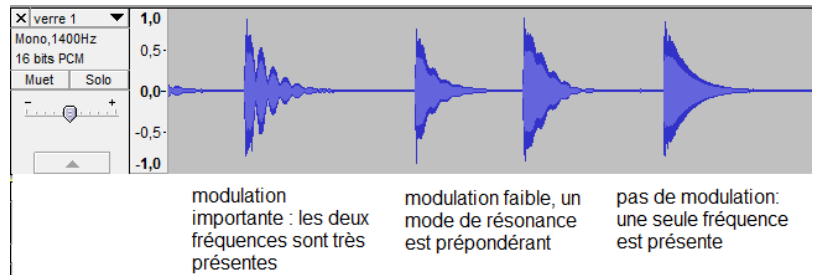 verre 1
Mono,1400Hz
16 bits PCM
Muet Solo
- +
1,0
0,5-
0,0-
-0,5-
-1,0
modulation
importante : les deux
fréquences sont très
présentes
modulation faible, un
mode de résonance
est prépondérant
pas de modulation:
une seule fréquence
est présente